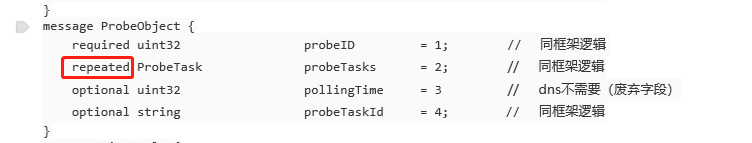 }
message ProbeObject {
required uint32 probeID = 1; // 同框架逻辑
repeated ProbeTask probeTasks = 2; // 同框架逻辑
optional uint32 pollingTime = 3 // dns不需要（废弃字段）
optional string probeTaskId = 4; // 同框架逻辑
}